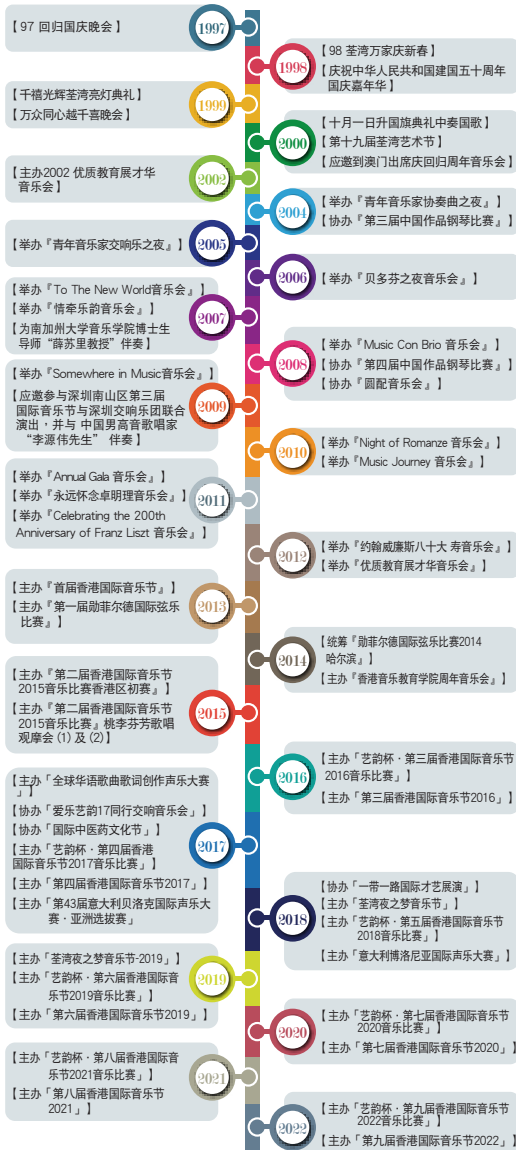 【 97 回归国庆晚会 】
1997
1998
【 98 荃湾万家庆新春 】
【 庆祝中华人民共和国建国五十周年
国庆嘉年华 】
【 千禧光辉荃湾亮灯典礼 】
【 万众同心越千喜晚会 】
1999
2000
【 十月一日升国旗典礼中奏国歌 】
【 第十九届荃湾艺术节 】
【 应邀到澳门出席庆回归周年音乐会 】
【 主办2002 优质教育展才华
音乐会 】
2002
2004
【 举办『青年音乐家协奏曲之夜』 】
【 协办『第三届中国作品钢琴比赛』 】
【 举办『青年音乐家交响乐之夜』 】
2005
2006
【 举办『贝多芬之夜音乐会』 】
【 举办『To The New World音乐会』 】
【 举办『情牵乐韵音乐会』 】
【 为南加州大学音乐学院博士生
导师“薛苏里教授”伴奏 】
2007
2008
【 举办『Music Con Brio 音乐会』 】
【 协办『第四届中国作品钢琴比赛』 】
【 协办『圆配音乐会』 】
【 举办『Somewhere in Music音乐会』 】
【 应邀参与深圳南山区第三届
国际音乐节与深圳交响乐团联合
演出，并与 中国男高音歌唱家
“李源伟先生” 伴奏 】
2009
2010
【 举办『Night of Romanze 音乐会』 】
【 举办『Music Journey 音乐会』 】
【 举办『Annual Gala 音乐会』 】
【 举办『永远怀念卓明理音乐会』 】
【 举办『Celebrating the 200th
Anniversary of Franz Liszt 音乐会』 】
2011
2012
【 举办『约翰威廉斯八十大 寿音乐会』 】
【 举办『优质教育展才华音乐会』 】
【 主办『首届香港国际音乐节』 】
【 主办『第一届勋菲尔德国际弦乐
比赛』 】
2013
2014
【 统筹『勋菲尔德国际弦乐比赛2014
哈尔滨』 】
【 主办『香港音乐教育学院周年音乐会』 】
【 主办『第二届香港国际音乐节
2015音乐比赛香港区初赛』 】
【 主办『第二届香港国际音乐节
2015音乐比赛』桃李芬芳歌唱
观摩会 (1) 及 (2) 】
2015
2016
【 主办「艺韵杯·第三届香港国际音乐节
2016音乐比赛」 】
【 主办「第三届香港国际音乐节2016」 】
【 主办「全球华语歌曲歌词创作声乐大赛
」 】
【 协办「爱乐艺韵17同行交响音乐会」 】
【 协办「国际中医药文化节」 】
【 主办「艺韵杯·第四届香港
国际音乐节2017音乐比赛」 】
【 主办「第四届香港国际音乐节2017」 】
【 主办「第43届意大利贝洛克国际声乐大
赛·亚洲选拔赛」 】
2017
2018
【 协办「一带一路国际才艺展演」 】
【 主办「荃湾夜之梦音乐节」 】
【 主办「艺韵杯·第五届香港国际音乐节
2018音乐比赛」 】
【 主办「意大利博洛尼亚国际声乐大赛」 】
【 主办「荃湾夜之梦音乐节-2019」 】
【 主办「艺韵杯·第六届香港国际音
乐节2019音乐比赛」 】
【 主办「第六届香港国际音乐节2019」 】
2019
2020
【 主办「艺韵杯·第七届香港国际音乐节
2020音乐比赛」 】
【 主办「第七届香港国际音乐节2020」 】
【 主办「艺韵杯·第八届香港国际音
乐节2021音乐比赛」 】
【 主办「第八届香港国际音乐节
2021」 】
2021
2022
【 主办「艺韵杯·第九届香港国际音乐节
2022音乐比赛」 】
【 主办「第九届香港国际音乐节2022」 】